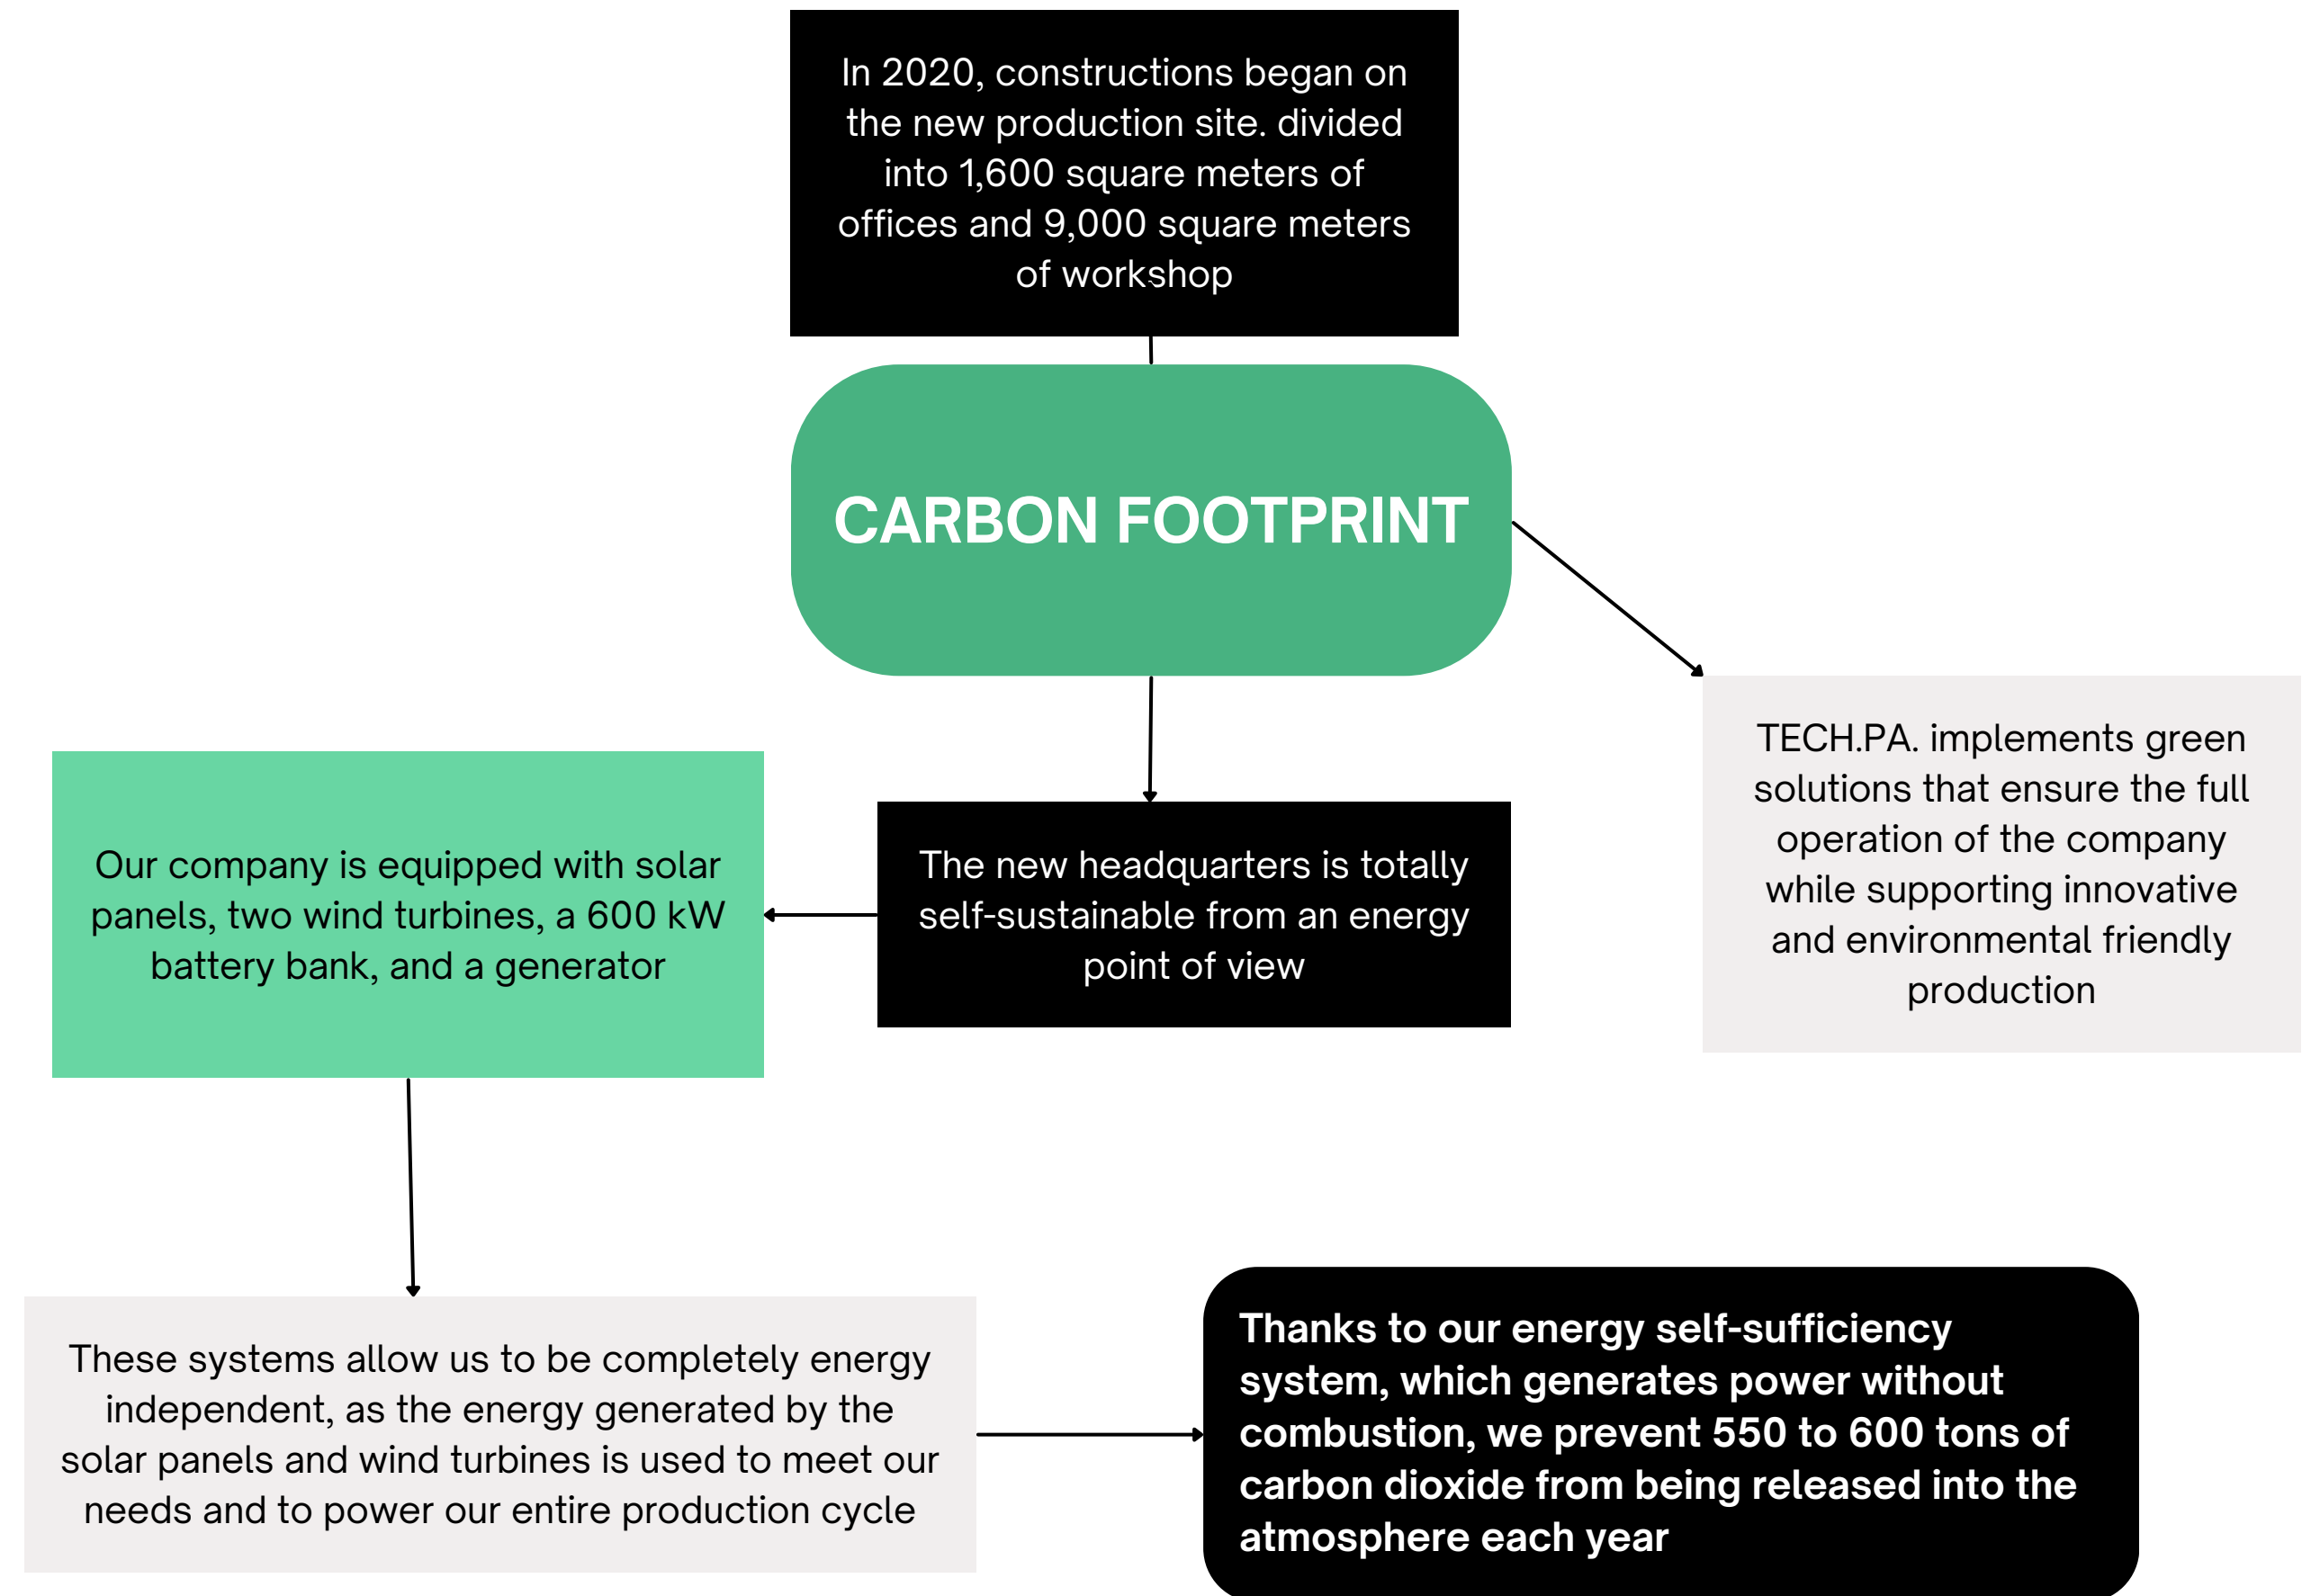 In 2020, constructions began on
the new production site. divided
into 1,600 square meters of
offices and 9,000 square meters
of workshop
CARBON FOOTPRINT
TECH.PA. implements green
solutions that ensure the full
operation of the company
while supporting innovative
and environmental friendly
production
The new headquarters is totally
self-sustainable from an energy
point of view
Our company is equipped with solar
panels, two wind turbines, a 600 kW
battery bank, and a generator
These systems allow us to be completely energy
independent, as the energy generated by the
solar panels and wind turbines is used to meet our
needs and to power our entire production cycle
Thanks to our energy self-sufficiency
system, which generates power without
combustion, we prevent 550 to 600 tons of
carbon dioxide from being released into the
atmosphere each year